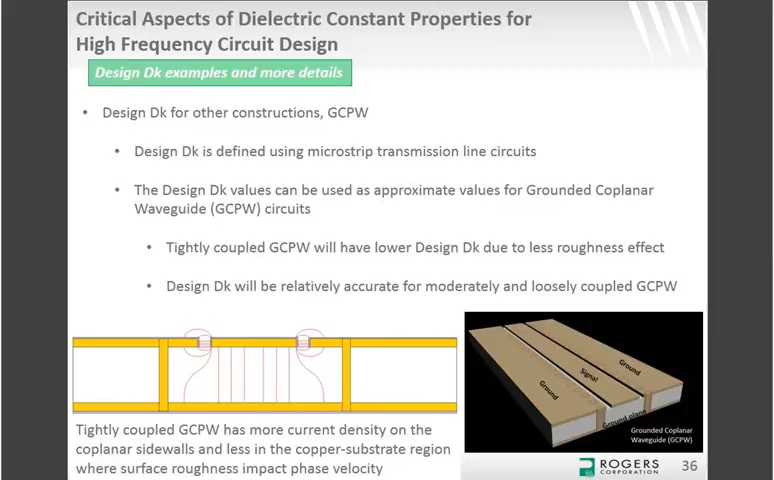 Critical Aspects of Dielectric Constant Properties for
High Frequency Circuit Design
Design Dk examples and more details
• Design Dk for other constructions, GCPW
• Design Dk is defined using microstrip transmission line circuits
• The Design Dk values can be used as approximate values for Grounded Coplanar
Waveguide (GCPW) circuits
• Tightly coupled GCPW will have lower Design Dk due to less roughness effect
• Design Dk will be relatively accurate for moderately and loosely coupled GCPW
Ground
Signal
Ground
Ground plane
Grounded Coplanar
Waveguide (GCPW)
Tightly coupled GCPW has more current density on the
coplanar sidewalls and less in the copper-substrate region
where surface roughness impact phase velocity
ROGERS
CORPORATION
36